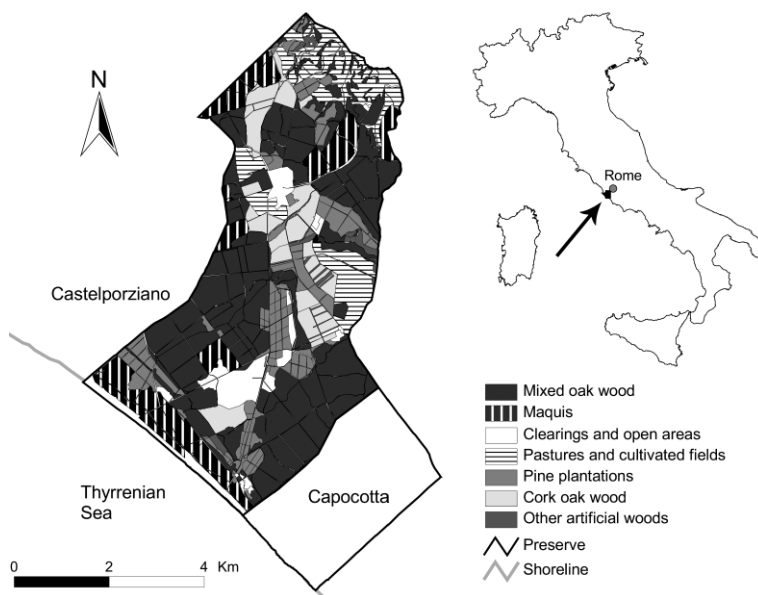 N
Rome
Castelporziano
Thyrrenian
Sea
Capocotta
0 2 4 Km
Mixed oak wood
Maquis
Clearings and open areas
Pastures and cultivated fields
Pine plantations
Cork oak wood
Other artificial woods
Preserve
Shoreline